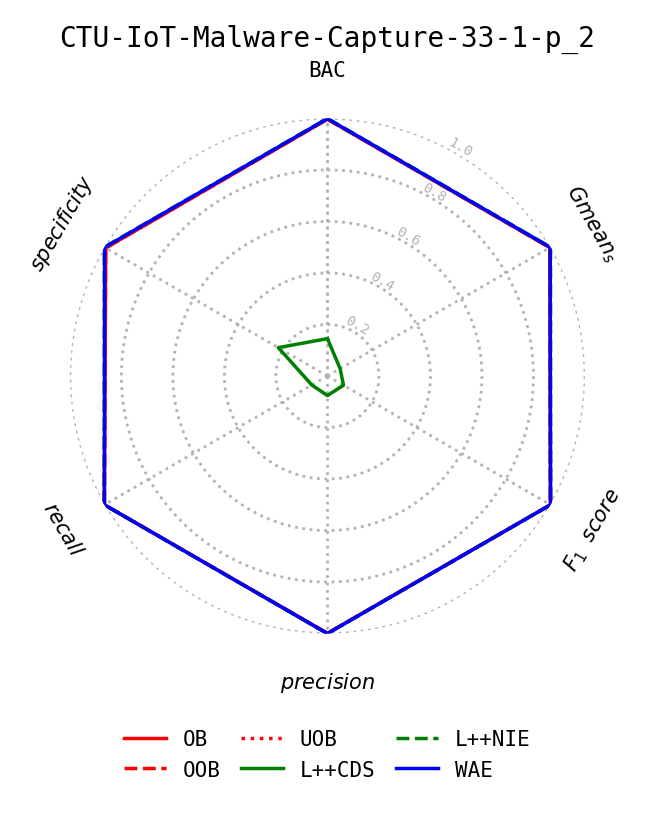 CTU-IoT-Malware-Capture-33-1-p_2
BAC
1.0
specificity
Gmeans
0.8
0.6
0.4
0.2
recall
F1 score
precision
OB UOB L++NIE
OOB L++CDS WAE